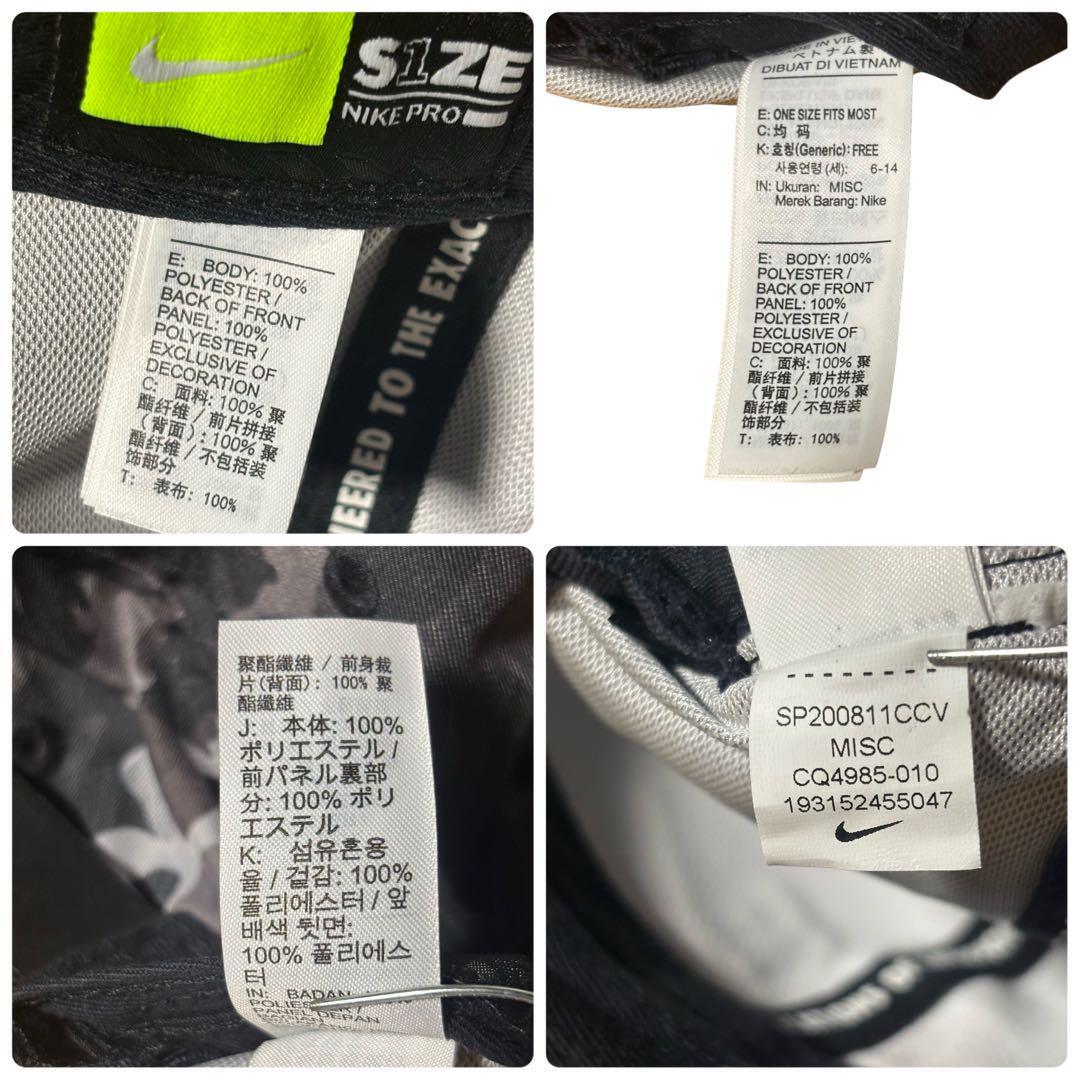 S1ZE
NIKE PRO
E: BODY: 100%
POLYESTER /
BACK OF FRONT
PANEL: 100%
POLYESTER /
EXCLUSIVE OF
DECORATION
C: 面料: 100% 聚
酯纤维 / 前片拼接
(背面) : 100% 聚
酯纤维 / 不包括装
饰部分
T: 表布: 100%
EERED TO THE EXAC
MADE IN VIE
ベトナム製
DIBUAT DI VIETNAM
E: ONE SIZE FITS MOST
C: 均 码
K: 호칭(Generic): FREE
사용연령 (세): 6-14
IN: Ukuran: MISC
Merek Barang: Nike
E: BODY: 100%
POLYESTER /
BACK OF FRONT
PANEL: 100%
POLYESTER /
EXCLUSIVE OF
DECORATION
C: 面料: 100% 聚
酯纤维 / 前片拼接
(背面) : 100% 聚
酯纤维 / 不包括装
饰部分
T: 表布: 100%
聚酯纖維 / 前身裁
片(背面): 100% 聚
酯纖維
J: 本体: 100%
ポリエステル /
前パネル裏部
分: 100% ポリ
エステル
K: 섬유혼용
율 / 겉감: 100%
폴리에스터 / 앞
배색 뒷면:
100% 폴리에스
터
IN: BADAN
POLIES
PANEL DEPAN
SP200811CCV
MISC
CQ4985-010
193152455047